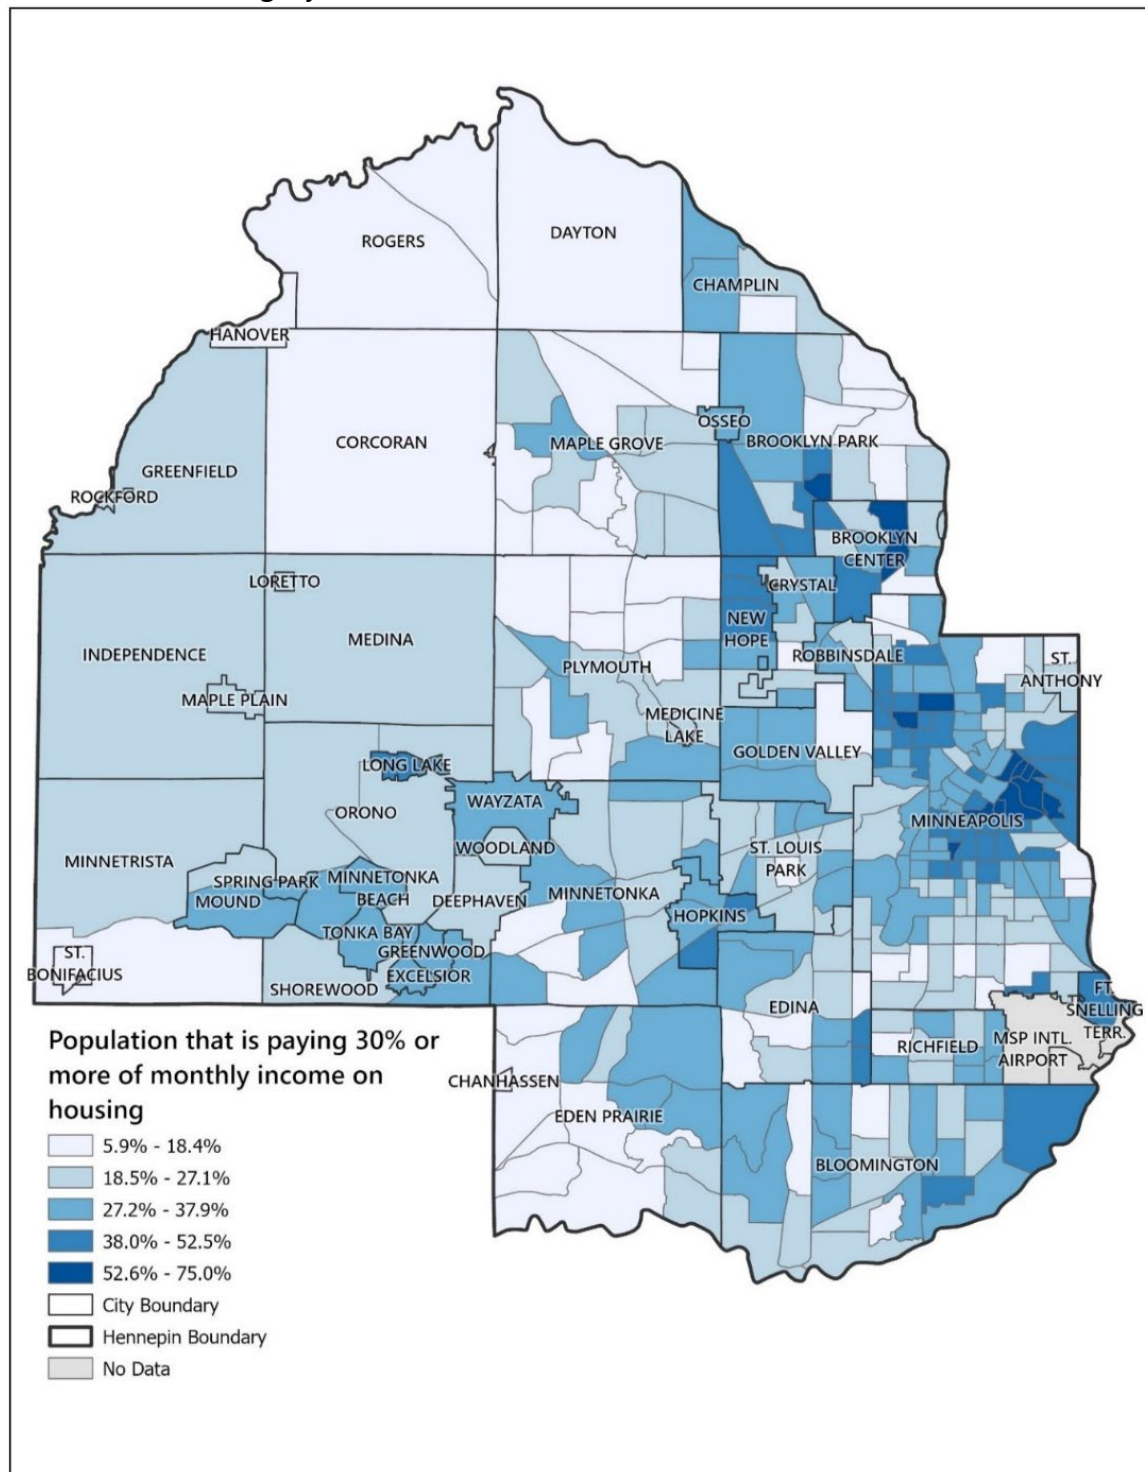 ROGERS
DAYTON
CHAMPLIN
HANOVER
CORCORAN
MAPLE GROVE
OSSEO
BROOKLYN PARK
GREENFIELD
ROCKFORD
BROOKLYN
CENTER
LORETTO
CRYSTAL
NEW
HOPE
MEDINA
INDEPENDENCE
PLYMOUTH
ROBBINSDALE
ST.
ANTHONY
MAPLE PLAIN
MEDICINE
LAKE
GOLDEN VALLEY
LONG LAKE
WAYZATA
ORONO
MINNEAPOLIS
WOODLAND
ST. LOUIS
PARK
MINNETRISTA
SPRING PARK
MINNETONKA
BEACH
MOUND
DEEPHAVEN
MINNETONKA
HOPKINS
TONKA BAY
GREENWOOD
EXCELSIOR
ST.
BONIFACIUS
SHOREWOOD
EDINA
FT.
SNELLING
TERR.
RICHFIELD
MSP INTL.
AIRPORT
CHANHASSEN
EDEN PRAIRIE
BLOOMINGTON
Population that is paying 30% or
more of monthly income on
housing
5.9% - 18.4%
18.5% - 27.1%
27.2% - 37.9%
38.0% - 52.5%
52.6% - 75.0%
City Boundary
Hennepin Boundary
No Data